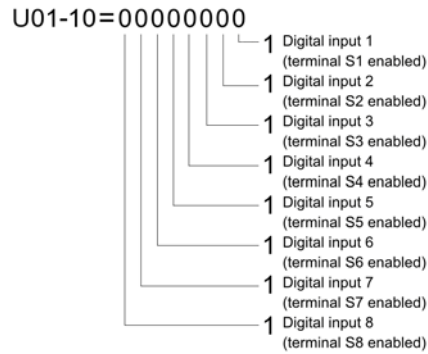 U01-10=00000000
1 Digital input 1
(terminal S1 enabled)
1 Digital input 2
(terminal S2 enabled)
1 Digital input 3
(terminal S3 enabled)
1 Digital input 4
(terminal S4 enabled)
1 Digital input 5
(terminal S5 enabled)
1 Digital input 6
(terminal S6 enabled)
1 Digital input 7
(terminal S7 enabled)
1 Digital input 8
(terminal S8 enabled)